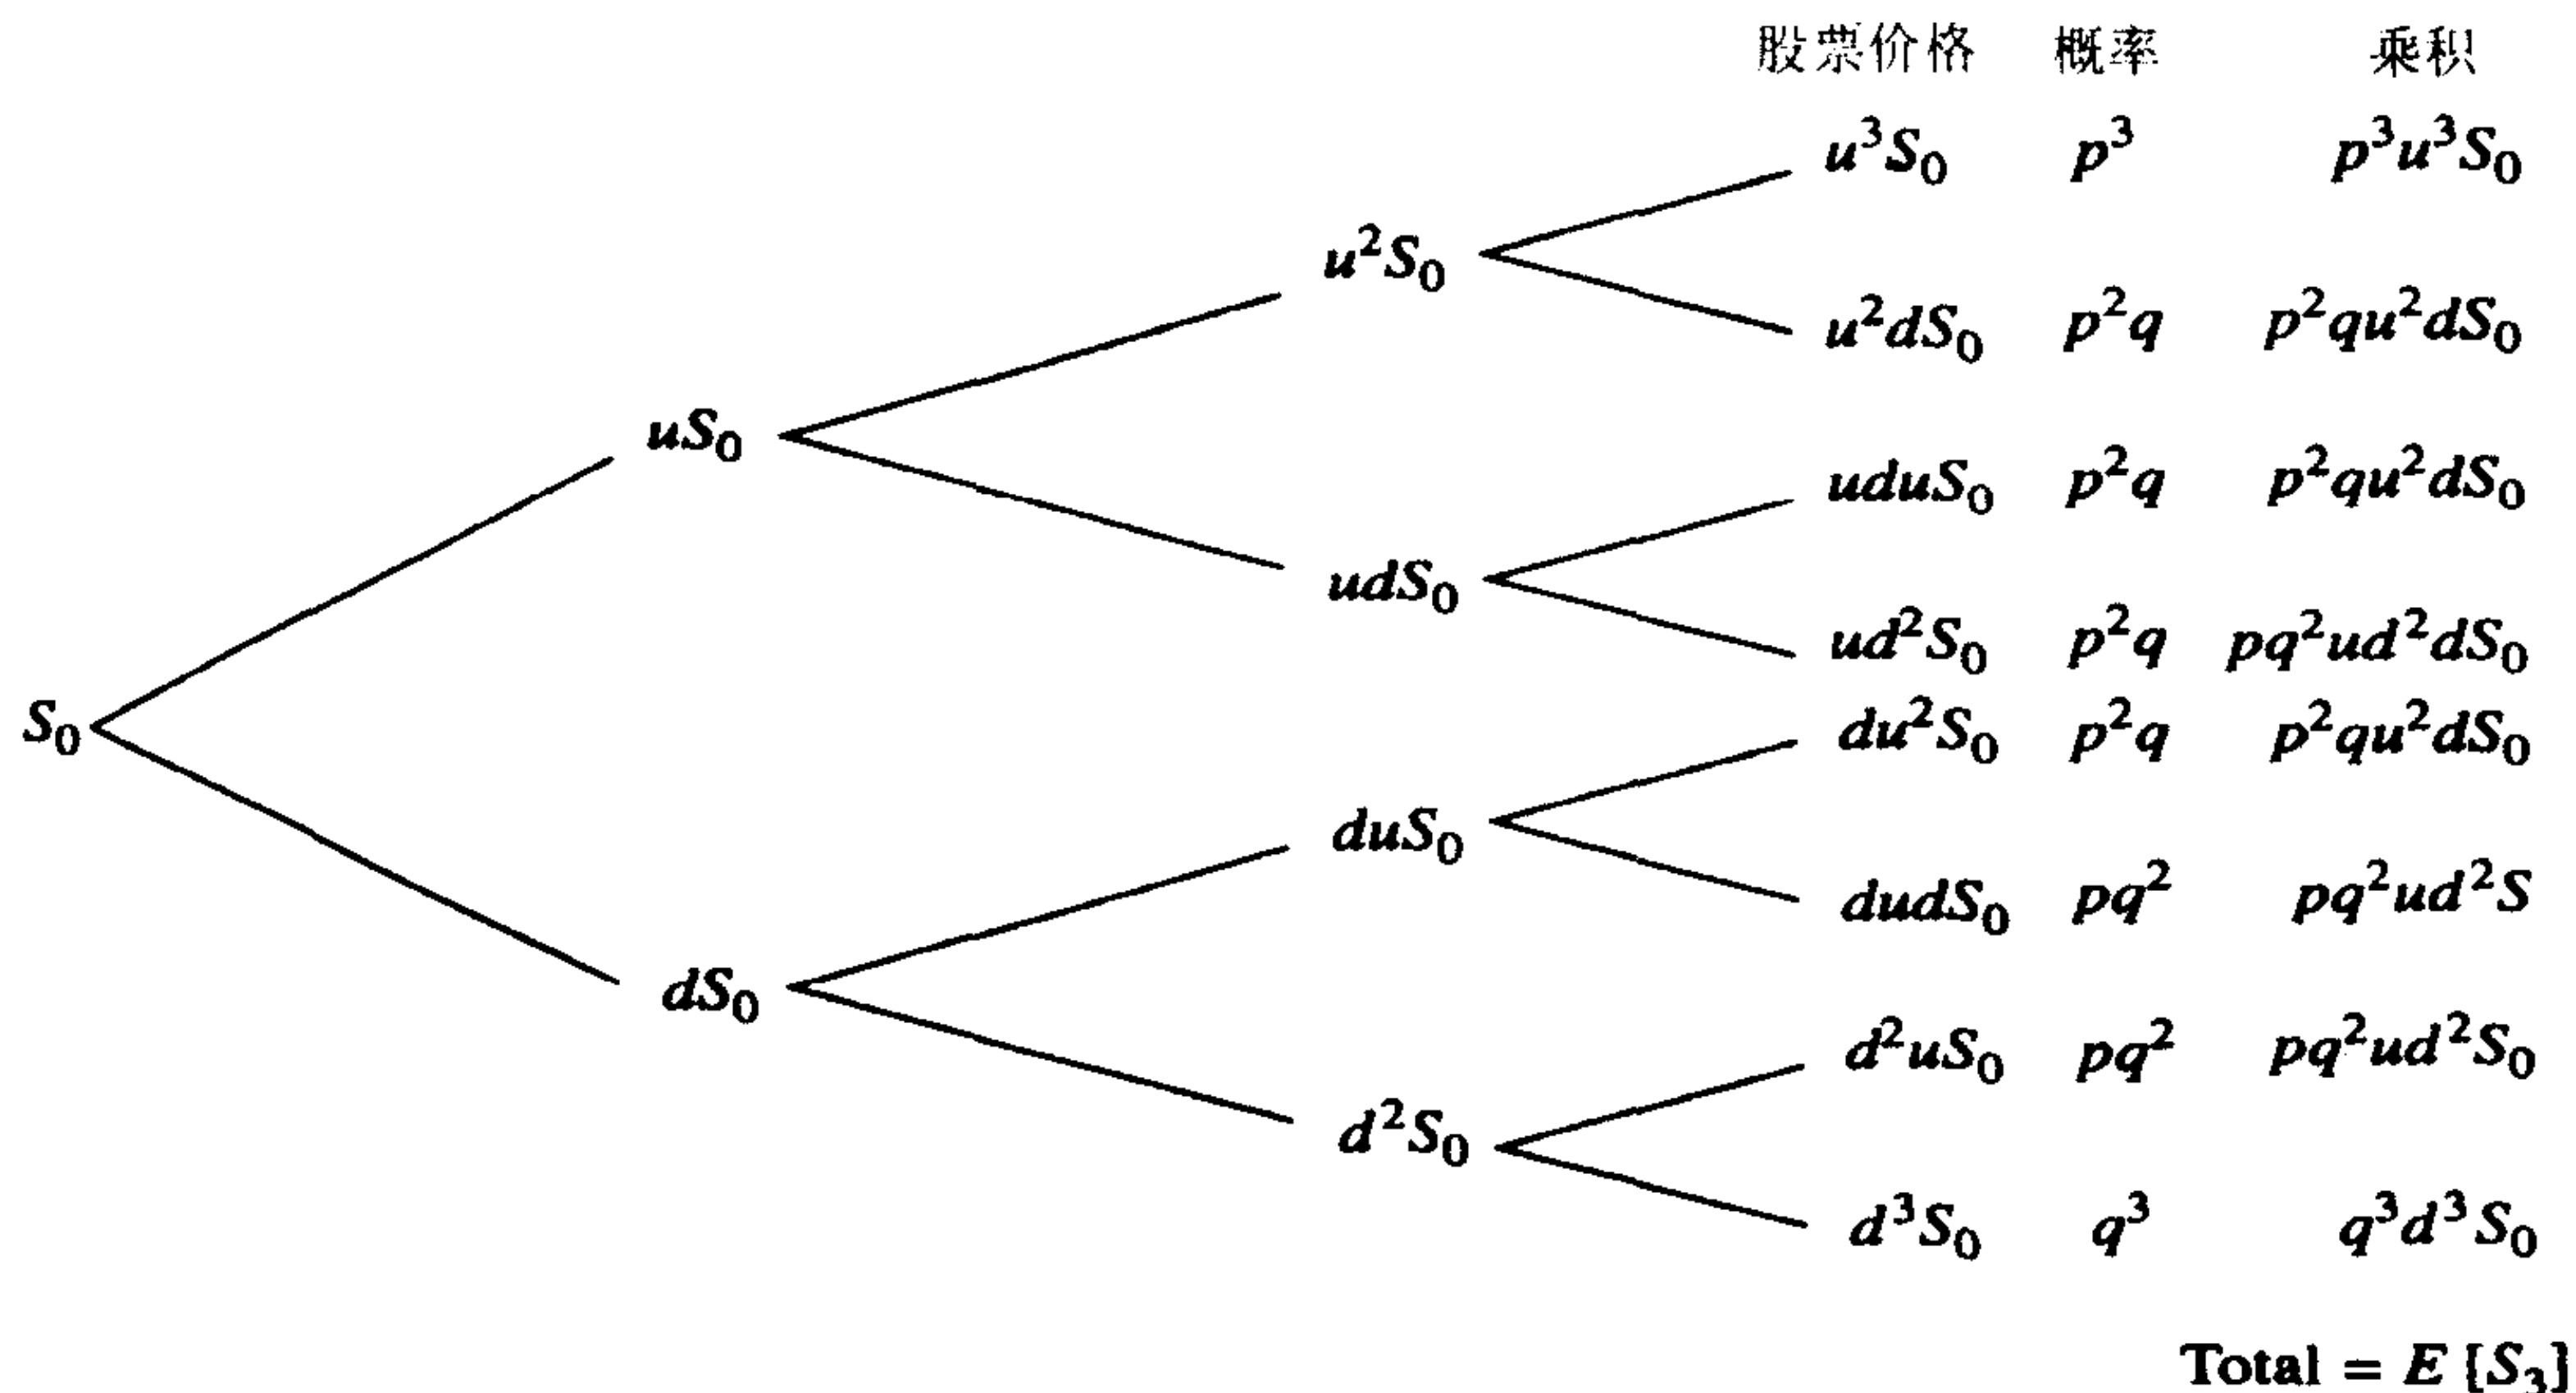 股票价格 概率 乘积
u³S₀ p³ p³u³S₀
u²S₀
u²dS₀ p²q p²qu²dS₀
uS₀
uduS₀ p²q p²qu²dS₀
udS₀
ud²S₀ p²q pq²ud²dS₀
S₀
du²S₀ p²q p²qu²dS₀
duS₀
dudS₀ pq² pq²ud²S
dS₀
d²uS₀ pq² pq²ud²S₀
d²S₀
d³S₀ q³ q³d³S₀
Total = E [S₃]